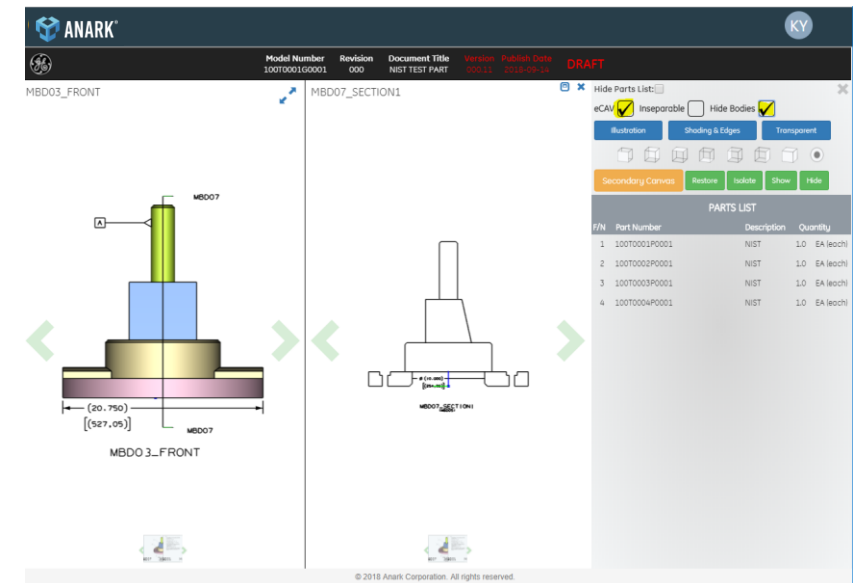 ANARK
KY
Model Number Revision Document Title Version Publish Date
100T0001G0001 000 NIST TEST PART 000.11 2018-09-14 DRAFT
MBD03_FRONT
MBD07
A
(20.750)
[(527.05)]
MBD07
MBD0 3_FRONT
MBD07_SECTION1
MBD07_SECTION1
Hide Parts List:
eCAV Inseparable Hide Bodies
Illustration Shading & Edges Transparent
Secondary Canvas Restore Isolate Show Hide
PARTS LIST
F/N Part Number Description Quantity
1 100T0001P0001 NIST 1.0 EA (each)
2 100T0002P0001 NIST 1.0 EA (each)
3 100T0003P0001 NIST 1.0 EA (each)
4 100T0004P0001 NIST 1.0 EA (each)
© 2018 Anark Corporation. All rights reserved.